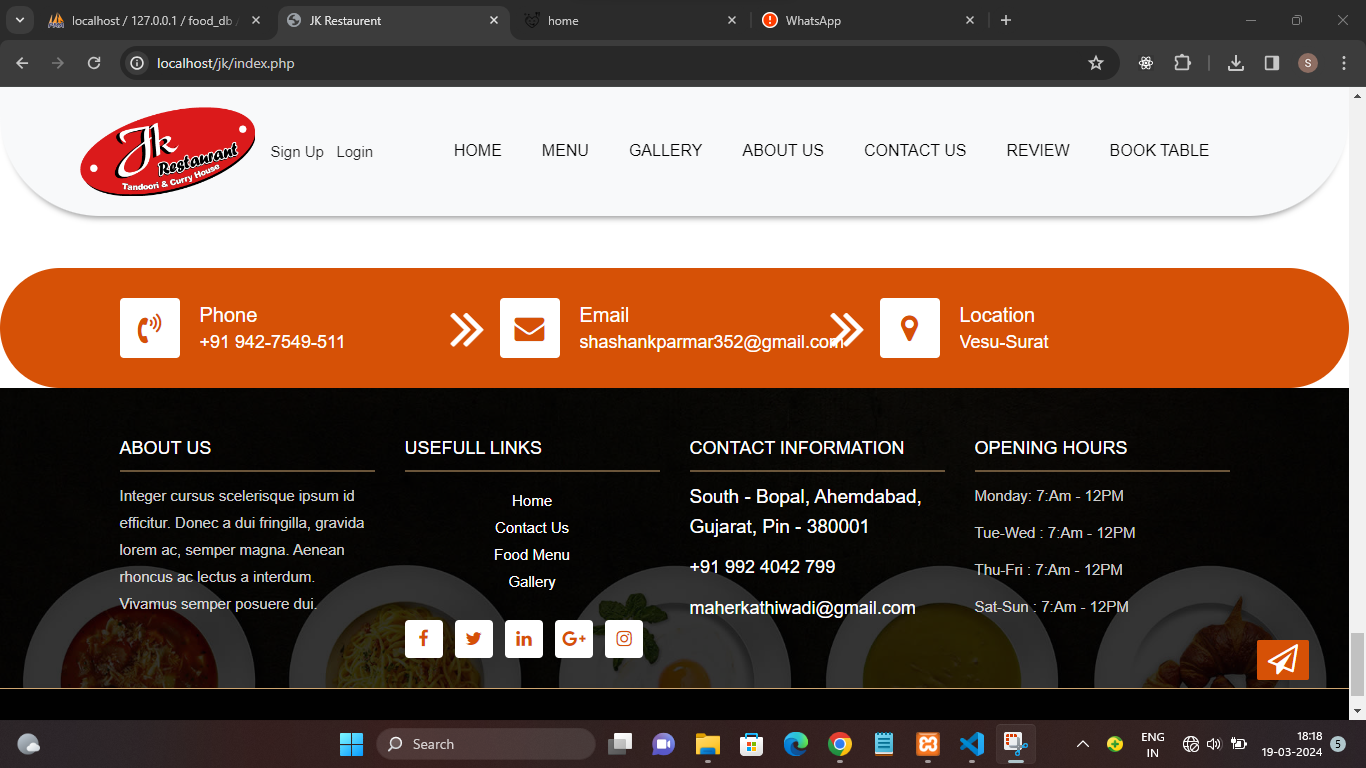 localhost / 127.0.0.1 / food_db
JK Restaurent
home
WhatsApp
localhost/jk/index.php
Jk
Restaurant
Tandoori & Curry House
Sign Up Login
HOME MENU GALLERY ABOUT US CONTACT US REVIEW BOOK TABLE
Phone
+91 942-7549-511
Email
shashankparmar352@gmail.com
Location
Vesu-Surat
ABOUT US
Integer cursus scelerisque ipsum id
efficitur. Donec a dui fringilla, gravida
lorem ac, semper magna. Aenean
rhoncus ac lectus a interdum.
Vivamus semper posuere dui.
USEFULL LINKS
Home
Contact Us
Food Menu
Gallery
CONTACT INFORMATION
South - Bopal, Ahemdabad,
Gujarat, Pin - 380001
+91 992 4042 799
maherkathiwadi@gmail.com
OPENING HOURS
Monday: 7:Am - 12PM
Tue-Wed : 7:Am - 12PM
Thu-Fri : 7:Am - 12PM
Sat-Sun : 7:Am - 12PM
Search
ENG
IN
18:18
19-03-2024
5